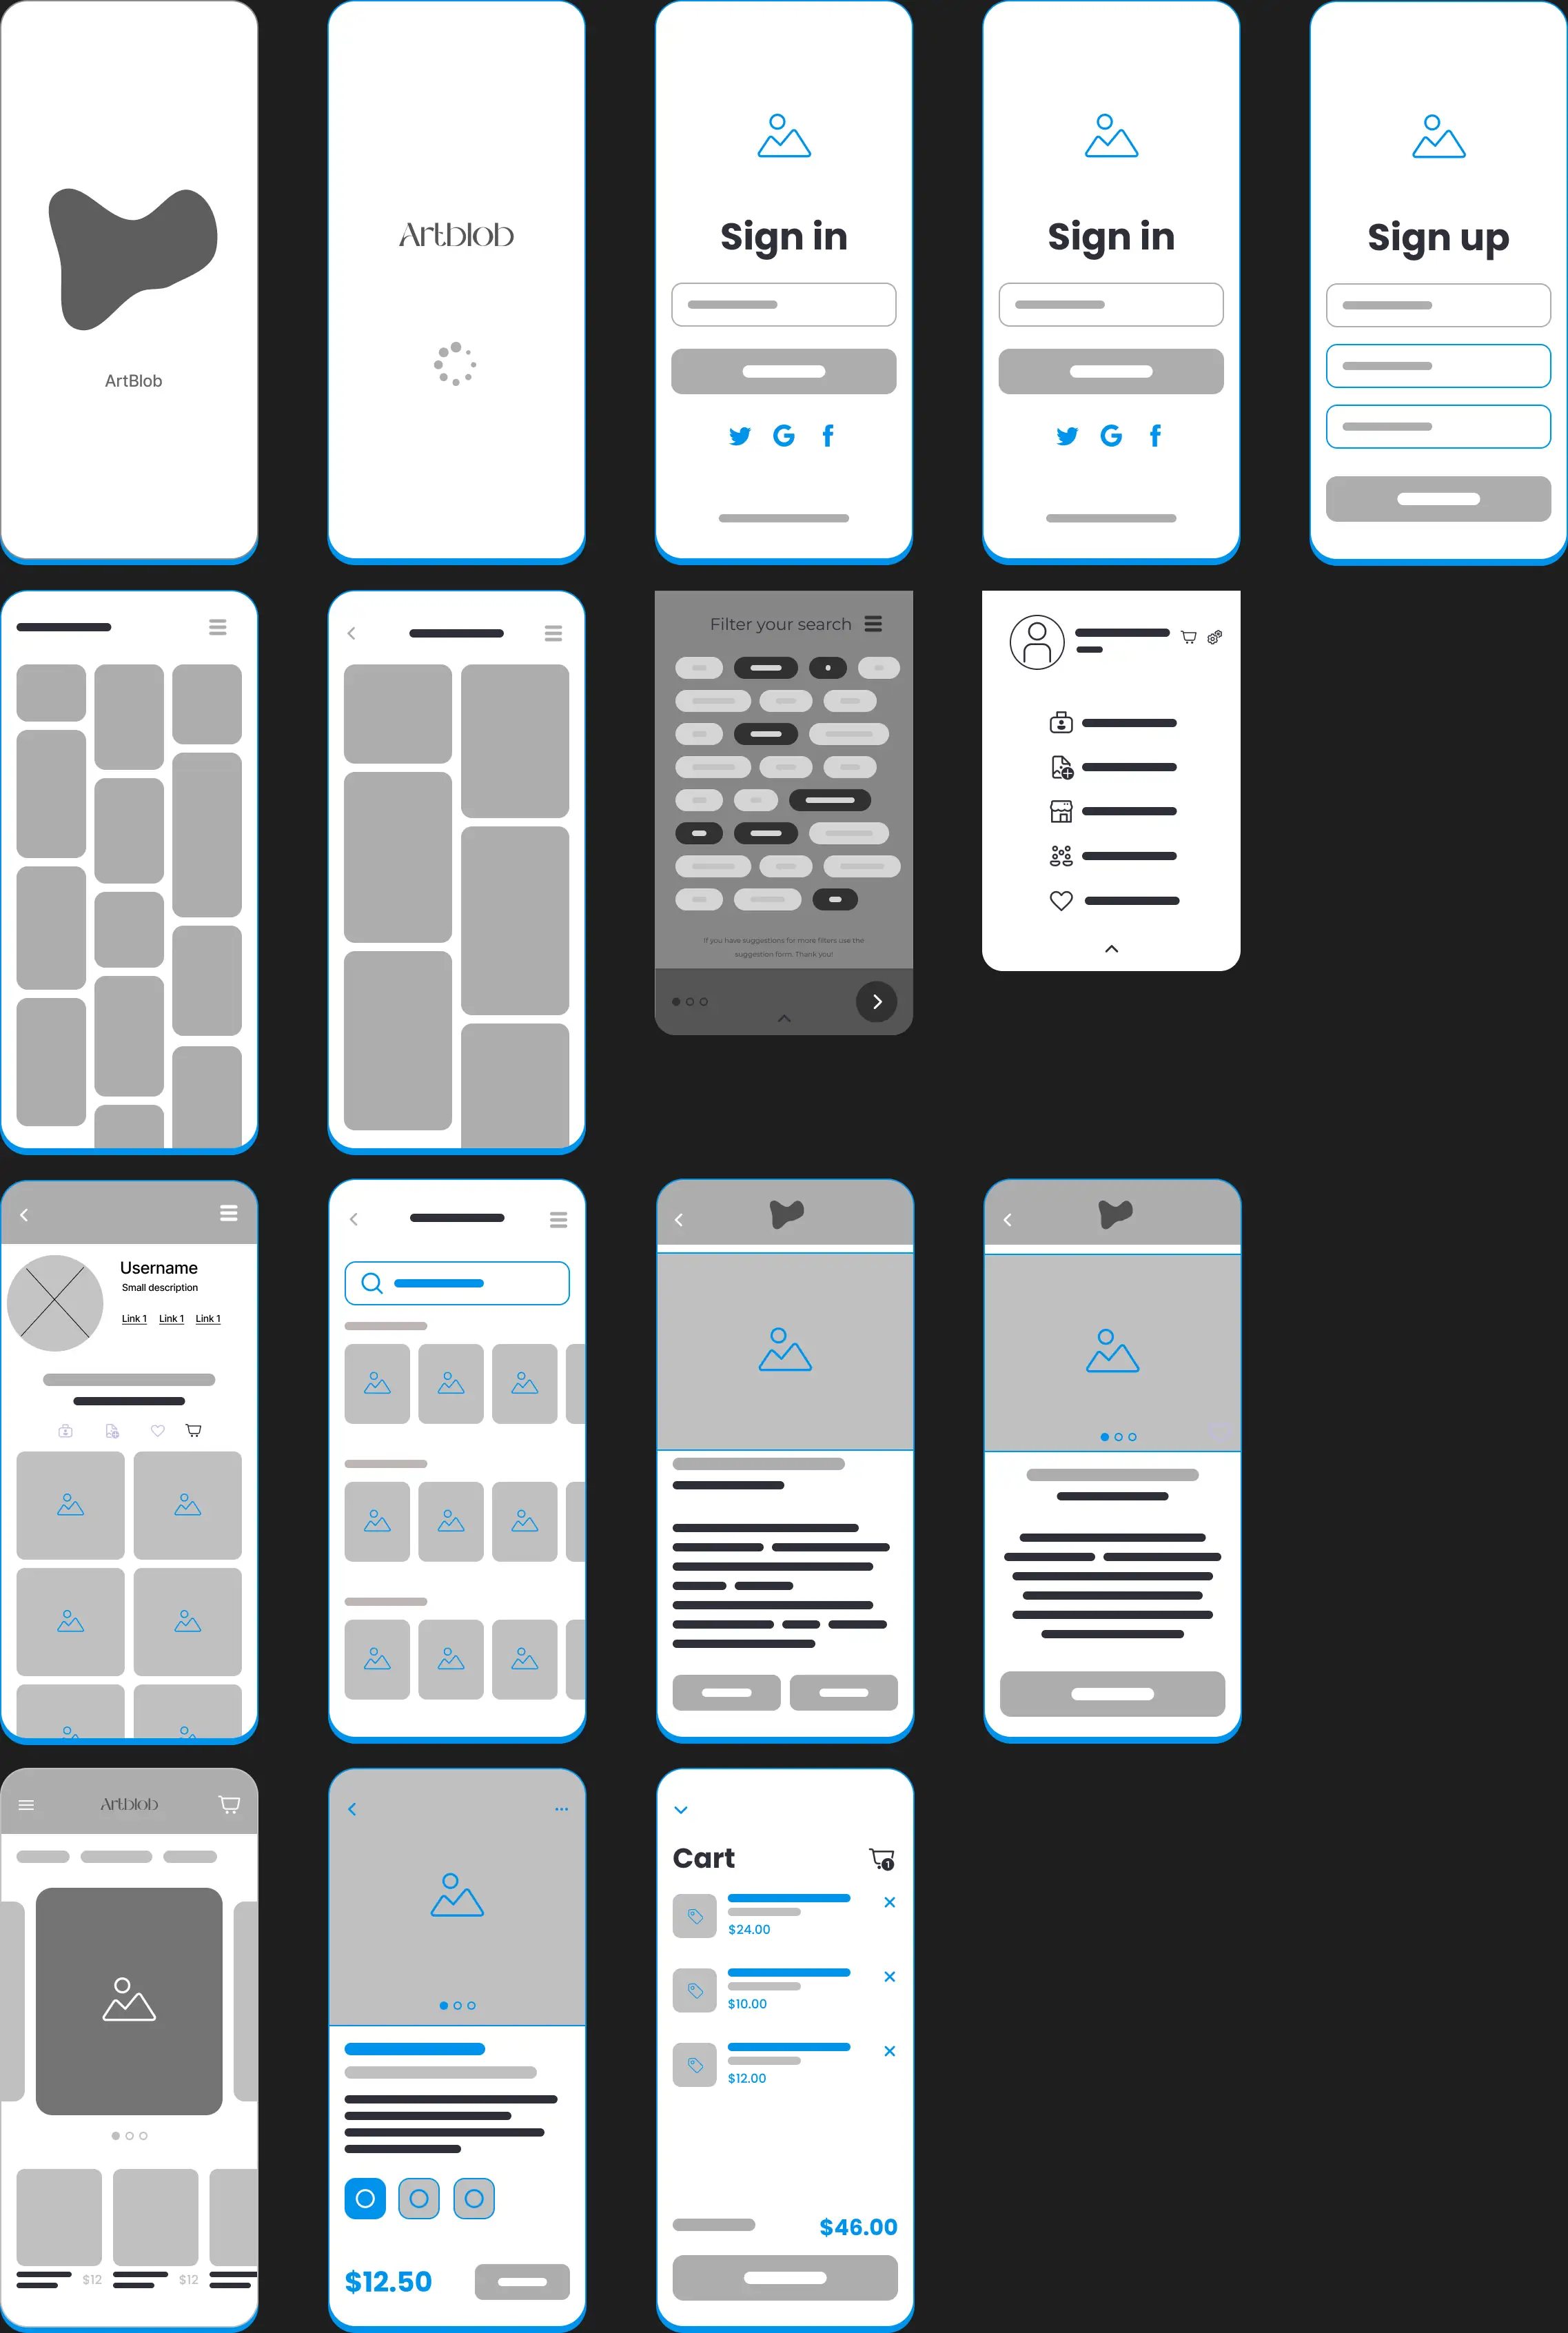 Artblob
Sign in
Sign in
Sign up
ArtBlob
Filter your search
If you have suggestions for more filters use the
suggestion form. Thank you!
Username
Small description
Link 1 Link 1 Link 1
Artblob
Cart
1
$24.00
$10.00
$12.00
$12 $12
$12.50
$46.00